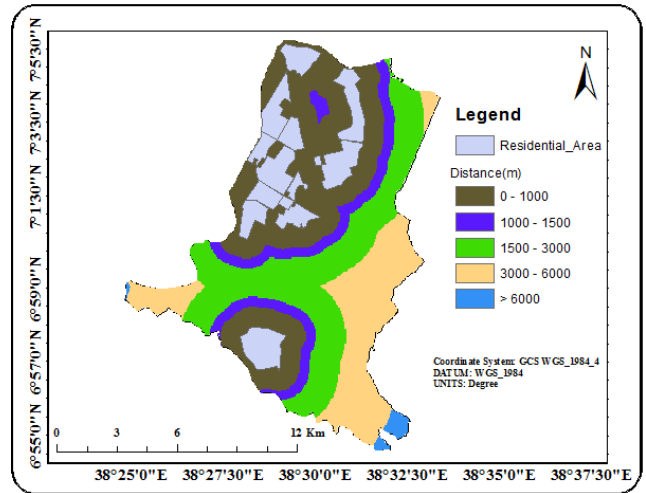 7°5'30"N
7°3'30"N
7°1'30"N
6°59'0"N
6°57'0"N
6°55'0"N
N
Legend
Residential_Area
Distance(m)
0 - 1000
1000 - 1500
1500 - 3000
3000 - 6000
> 6000
Coordinate System: GCS WGS_1984_4
DATUM: WGS_1984
UNITS: Degree
0 3 6 12 Km
38°25'0"E 38°27'30"E 38°30'0"E 38°32'30"E 38°35'0"E 38°37'30"E